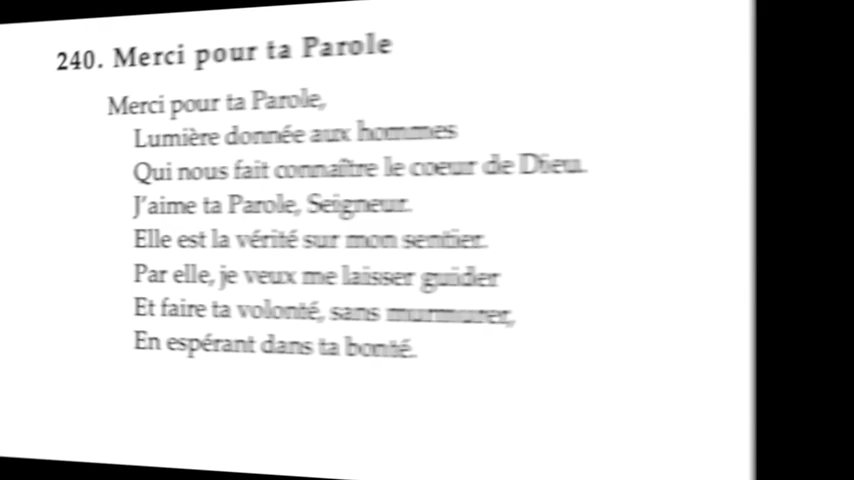 240. Merci pour ta Parole
Merci pour ta Parole,
Lumière donnée aux hommes
Qui nous fait connaître le coeur de Dieu.
J'aime ta Parole, Seigneur.
Elle est la vérité sur mon sentier.
Par elle, je veux me laisser guider
Et faire ta volonté, sans murmurer,
En espérant dans ta bonté.